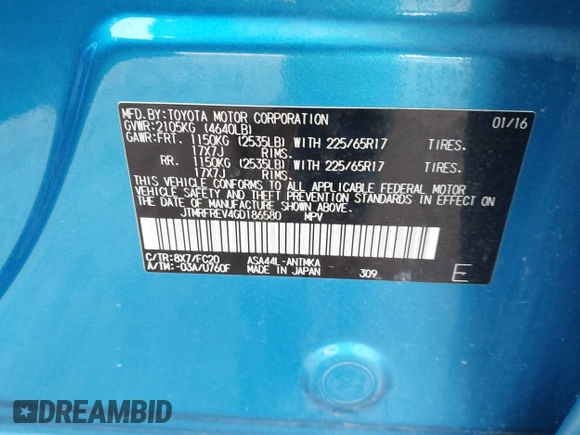 MFD.BY:TOYOTA MOTOR CORPORATION 01/16
GVWR:2105KG (4640LB)
GAWR:FRT. 1150KG (2535LB) WITH 225/65R17 TIRES.
17X7J RIMS.
RR. 1150KG (2535LB) WITH 225/65R17 TIRES.
17X7J RIMS.
THIS VEHICLE CONFORMS TO ALL APPLICABLE FEDERAL MOTOR
VEHICLE SAFETY AND THEFT PREVENTION STANDARDS IN EFFECT ON
THE DATE OF MANUFACTURE SHOWN ABOVE.
JTMRFREV4GD186580 MPV
C/TR:8X7/FC20 ASA44L-ANTMKA
A/TM:-03A/U760F MADE IN JAPAN 309 E
DREAMBID